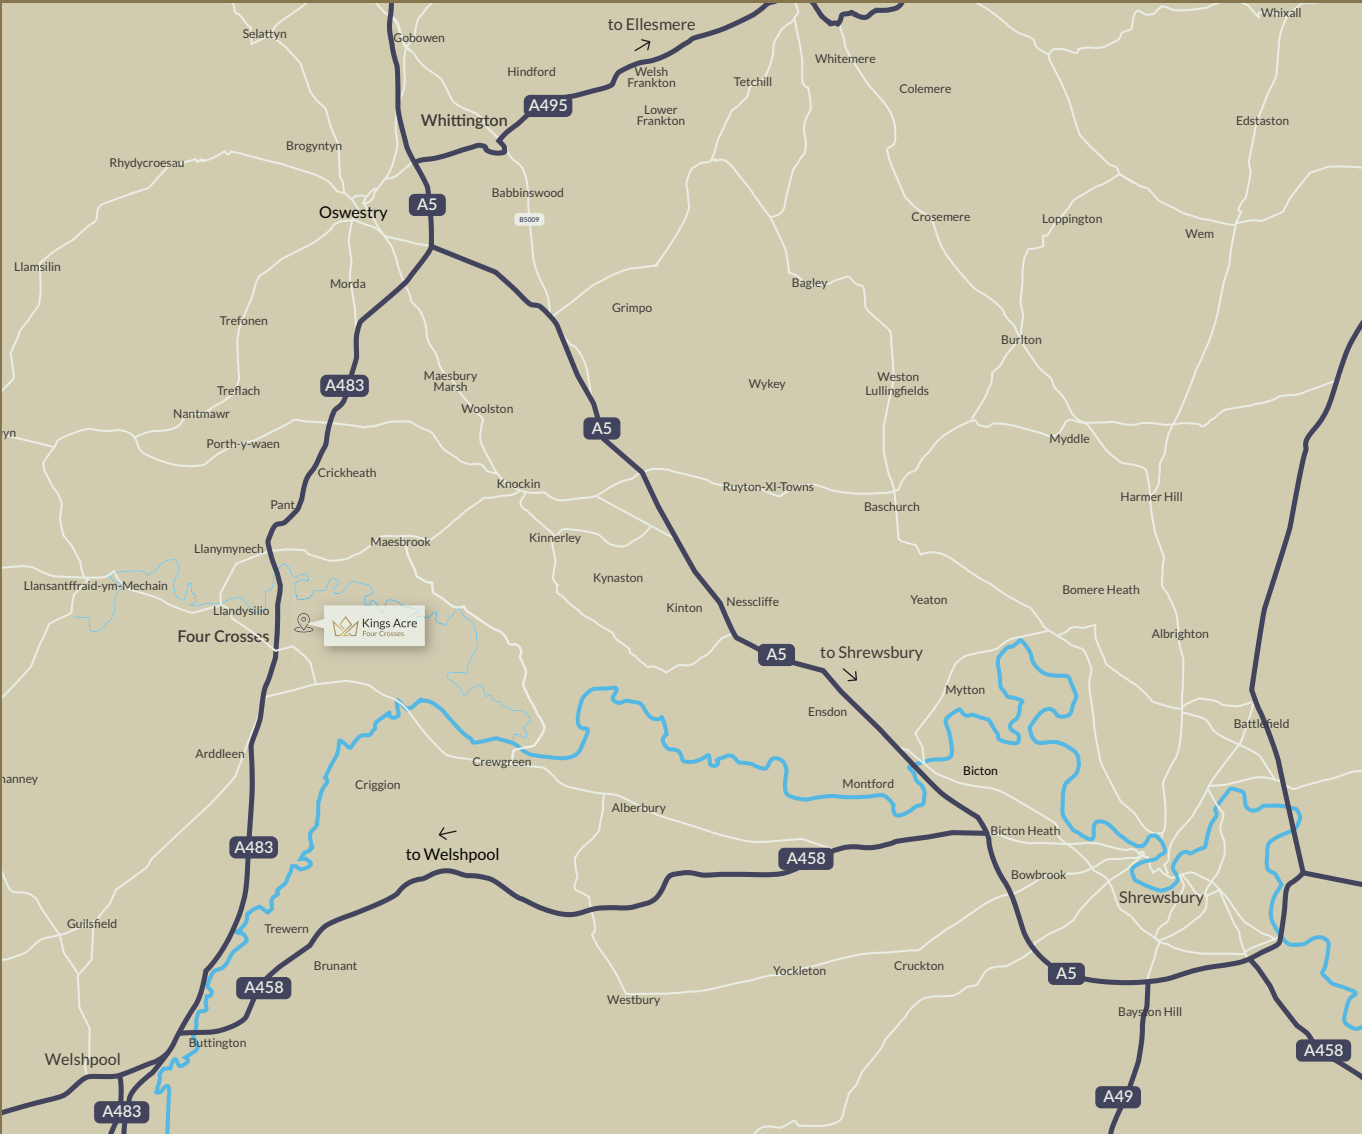 Whixall
to Ellesmere
Selattyn
Gobowen
Whitemere
Hindford
Welsh
Frankton
Tetchill
Colemere
A495
Lower
Frankton
Whittington
Edstaston
Brogyntyn
Rhydycroesau
Babbinswood
A5
Oswestry
B5009
Crosemere
Loppington
Wem
Llamsilin
Morda
Bagley
Grimpo
Trefonen
Burlton
Maesbury
Marsh
A483
Wykey
Weston
Lullingfields
Treflach
Woolston
Nantmawr
A5
yn
Porth-y-waen
Myddle
Crickheath
Knockin
Ruyton-XI-Towns
Harmer Hill
Pant
Baschurch
Kinnerley
Maesbrook
Llanymynech
Kynaston
Llansantffraid-ym-Mechain
Bomere Heath
Nesscliffe
Yeaton
Kinton
Llandysilio
Kings Acre
Four Crosses
Four Crosses
Albrighton
A5
to Shrewsbury
Mytton
Ensdon
Battlefield
Arddleen
Crewgreen
Bicton
nanney
Criggion
Montford
Alberbury
Bicton Heath
A483
to Welshpool
A458
Bowbrook
Shrewsbury
Guilsfield
Trewern
Brunant
Cruckton
Yockleton
A5
A458
Westbury
Bayston Hill
Buttington
A458
Welshpool
A49
A483